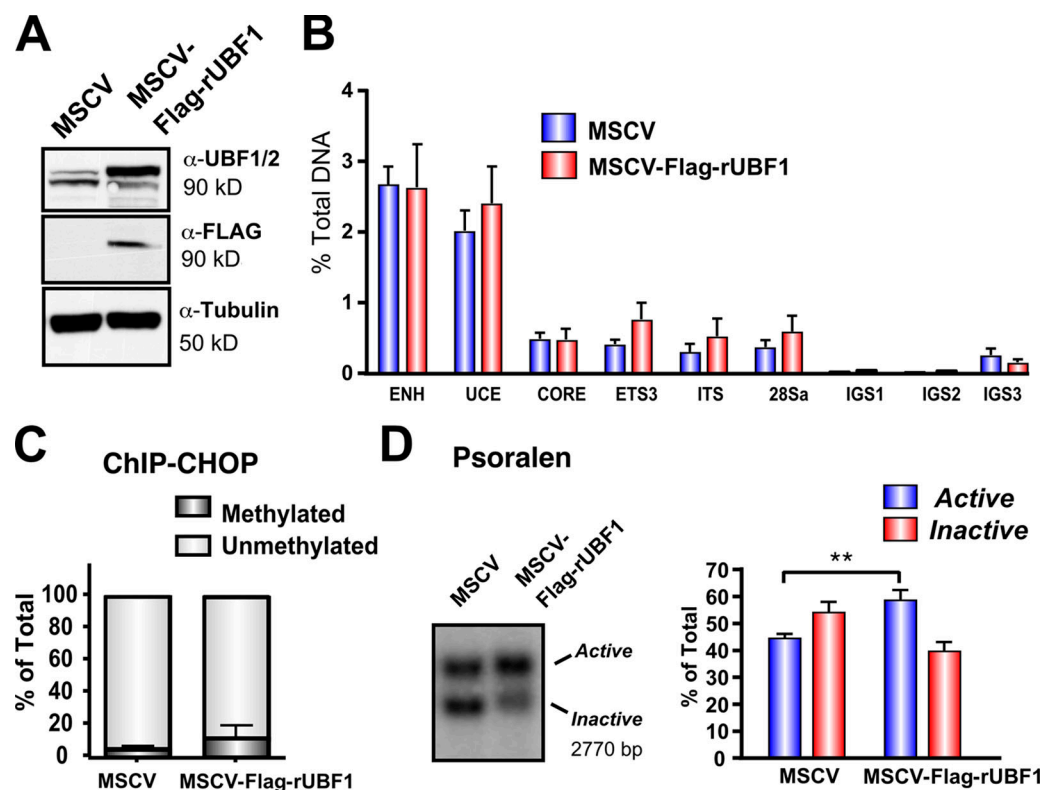 A
MSCV
MSCV-
Flag-rUBF1
α-UBF1/2
90 kD
α-FLAG
90 kD
α-Tubulin
50 kD
B
% Total DNA
4
3
2
1
0
MSCV
MSCV-Flag-rUBF1
ENH UCE CORE ETS3 ITS 28Sa IGS1 IGS2 IGS3
C
ChIP-CHOP
Methylated
Unmethylated
% of Total
100
80
60
40
20
0
MSCV MSCV-Flag-rUBF1
D
Psoralen
MSCV
MSCV-
Flag-rUBF1
Active
Inactive
2770 bp
Active
Inactive
**
% of Total
70
60
50
40
30
20
10
0
MSCV MSCV-Flag-rUBF1